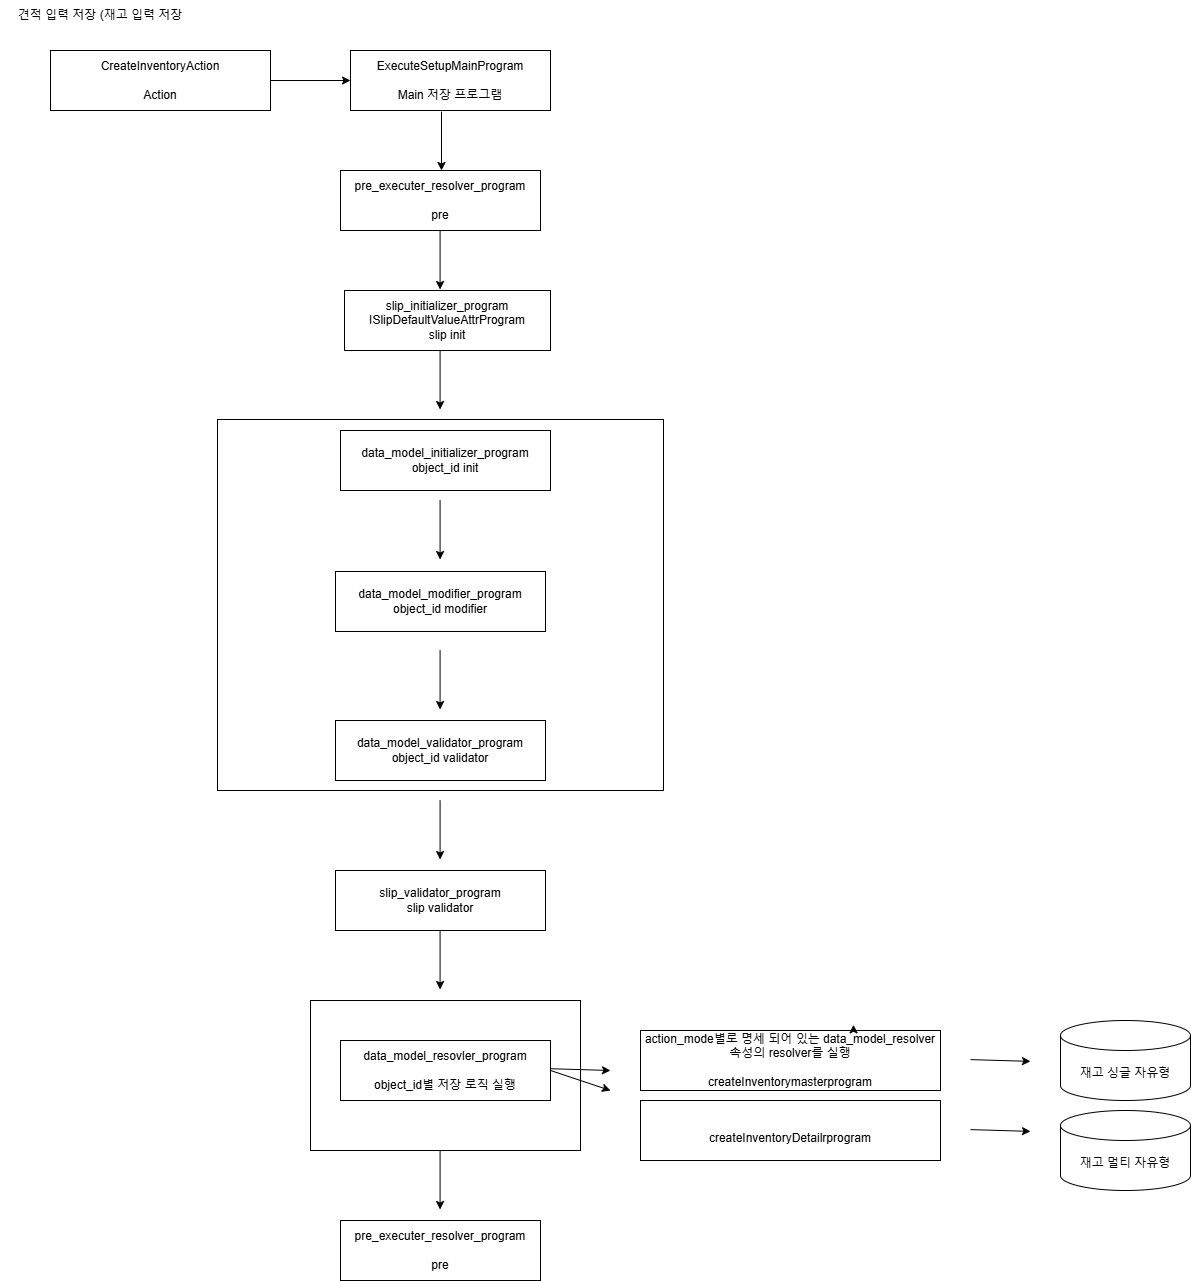 견적 입력 저장 (재고 입력 저장
CreateInventoryAction
Action
ExecuteSetupMainProgram
Main 저장 프로그램
pre_executer_resolver_program
pre
slip_initializer_program
ISlipDefaultValueAttrProgram
slip init
data_model_initializer_program
object_id init
data_model_modifier_program
object_id modifier
data_model_validator_program
object_id validator
slip_validator_program
slip validator
data_model_resovler_program
object_id별 저장 로직 실행
action_mode별로 명세 되어 있는 data_model_resolver
속성의 resolver를 실행
createInventorymasterprogram
createInventoryDetailrprogram
재고 싱글 자유형
재고 멀티 자유형
pre_executer_resolver_program
pre